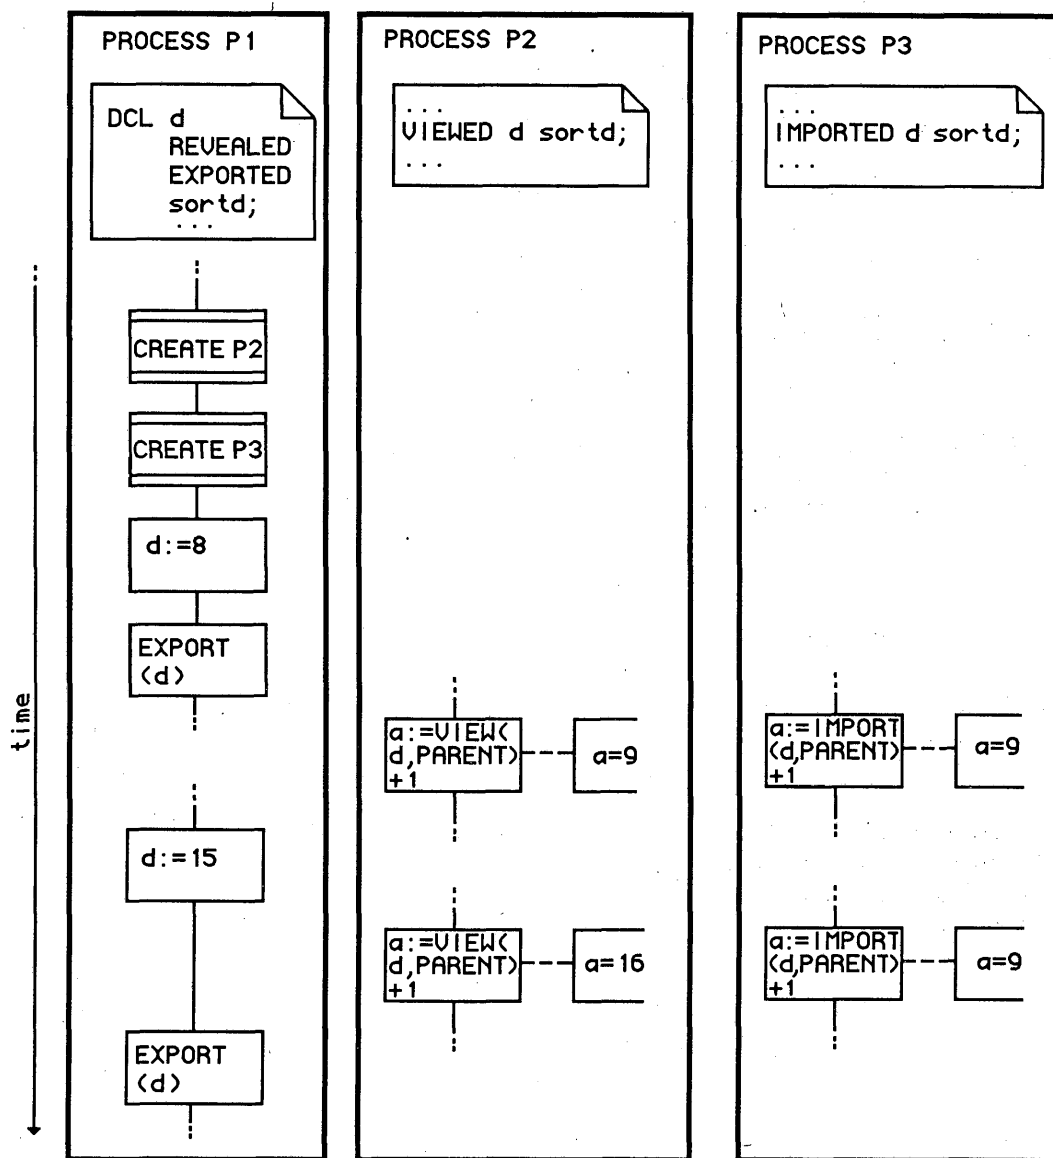 PROCESS P1
DCL d
REVEALED
EXPORTED
sortd;
...
CREATE P2
CREATE P3
d:=8
EXPORT
(d)
d:=15
EXPORT
(d)
time
PROCESS P2
...
VIEWED d sortd;
...
a:=VIEW(
d,PARENT)
+1
a=9
a:=VIEW(
d,PARENT)
+1
a=16
PROCESS P3
...
IMPORTED d sortd;
...
a:=IMPORT
(d,PARENT)
+1
a=9
a:=IMPORT
(d,PARENT)
+1
a=9